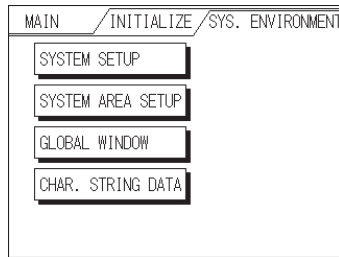 MAIN / INITIALIZE / SYS. ENVIRONMENT
SYSTEM SETUP
SYSTEM AREA SETUP
GLOBAL WINDOW
CHAR. STRING DATA